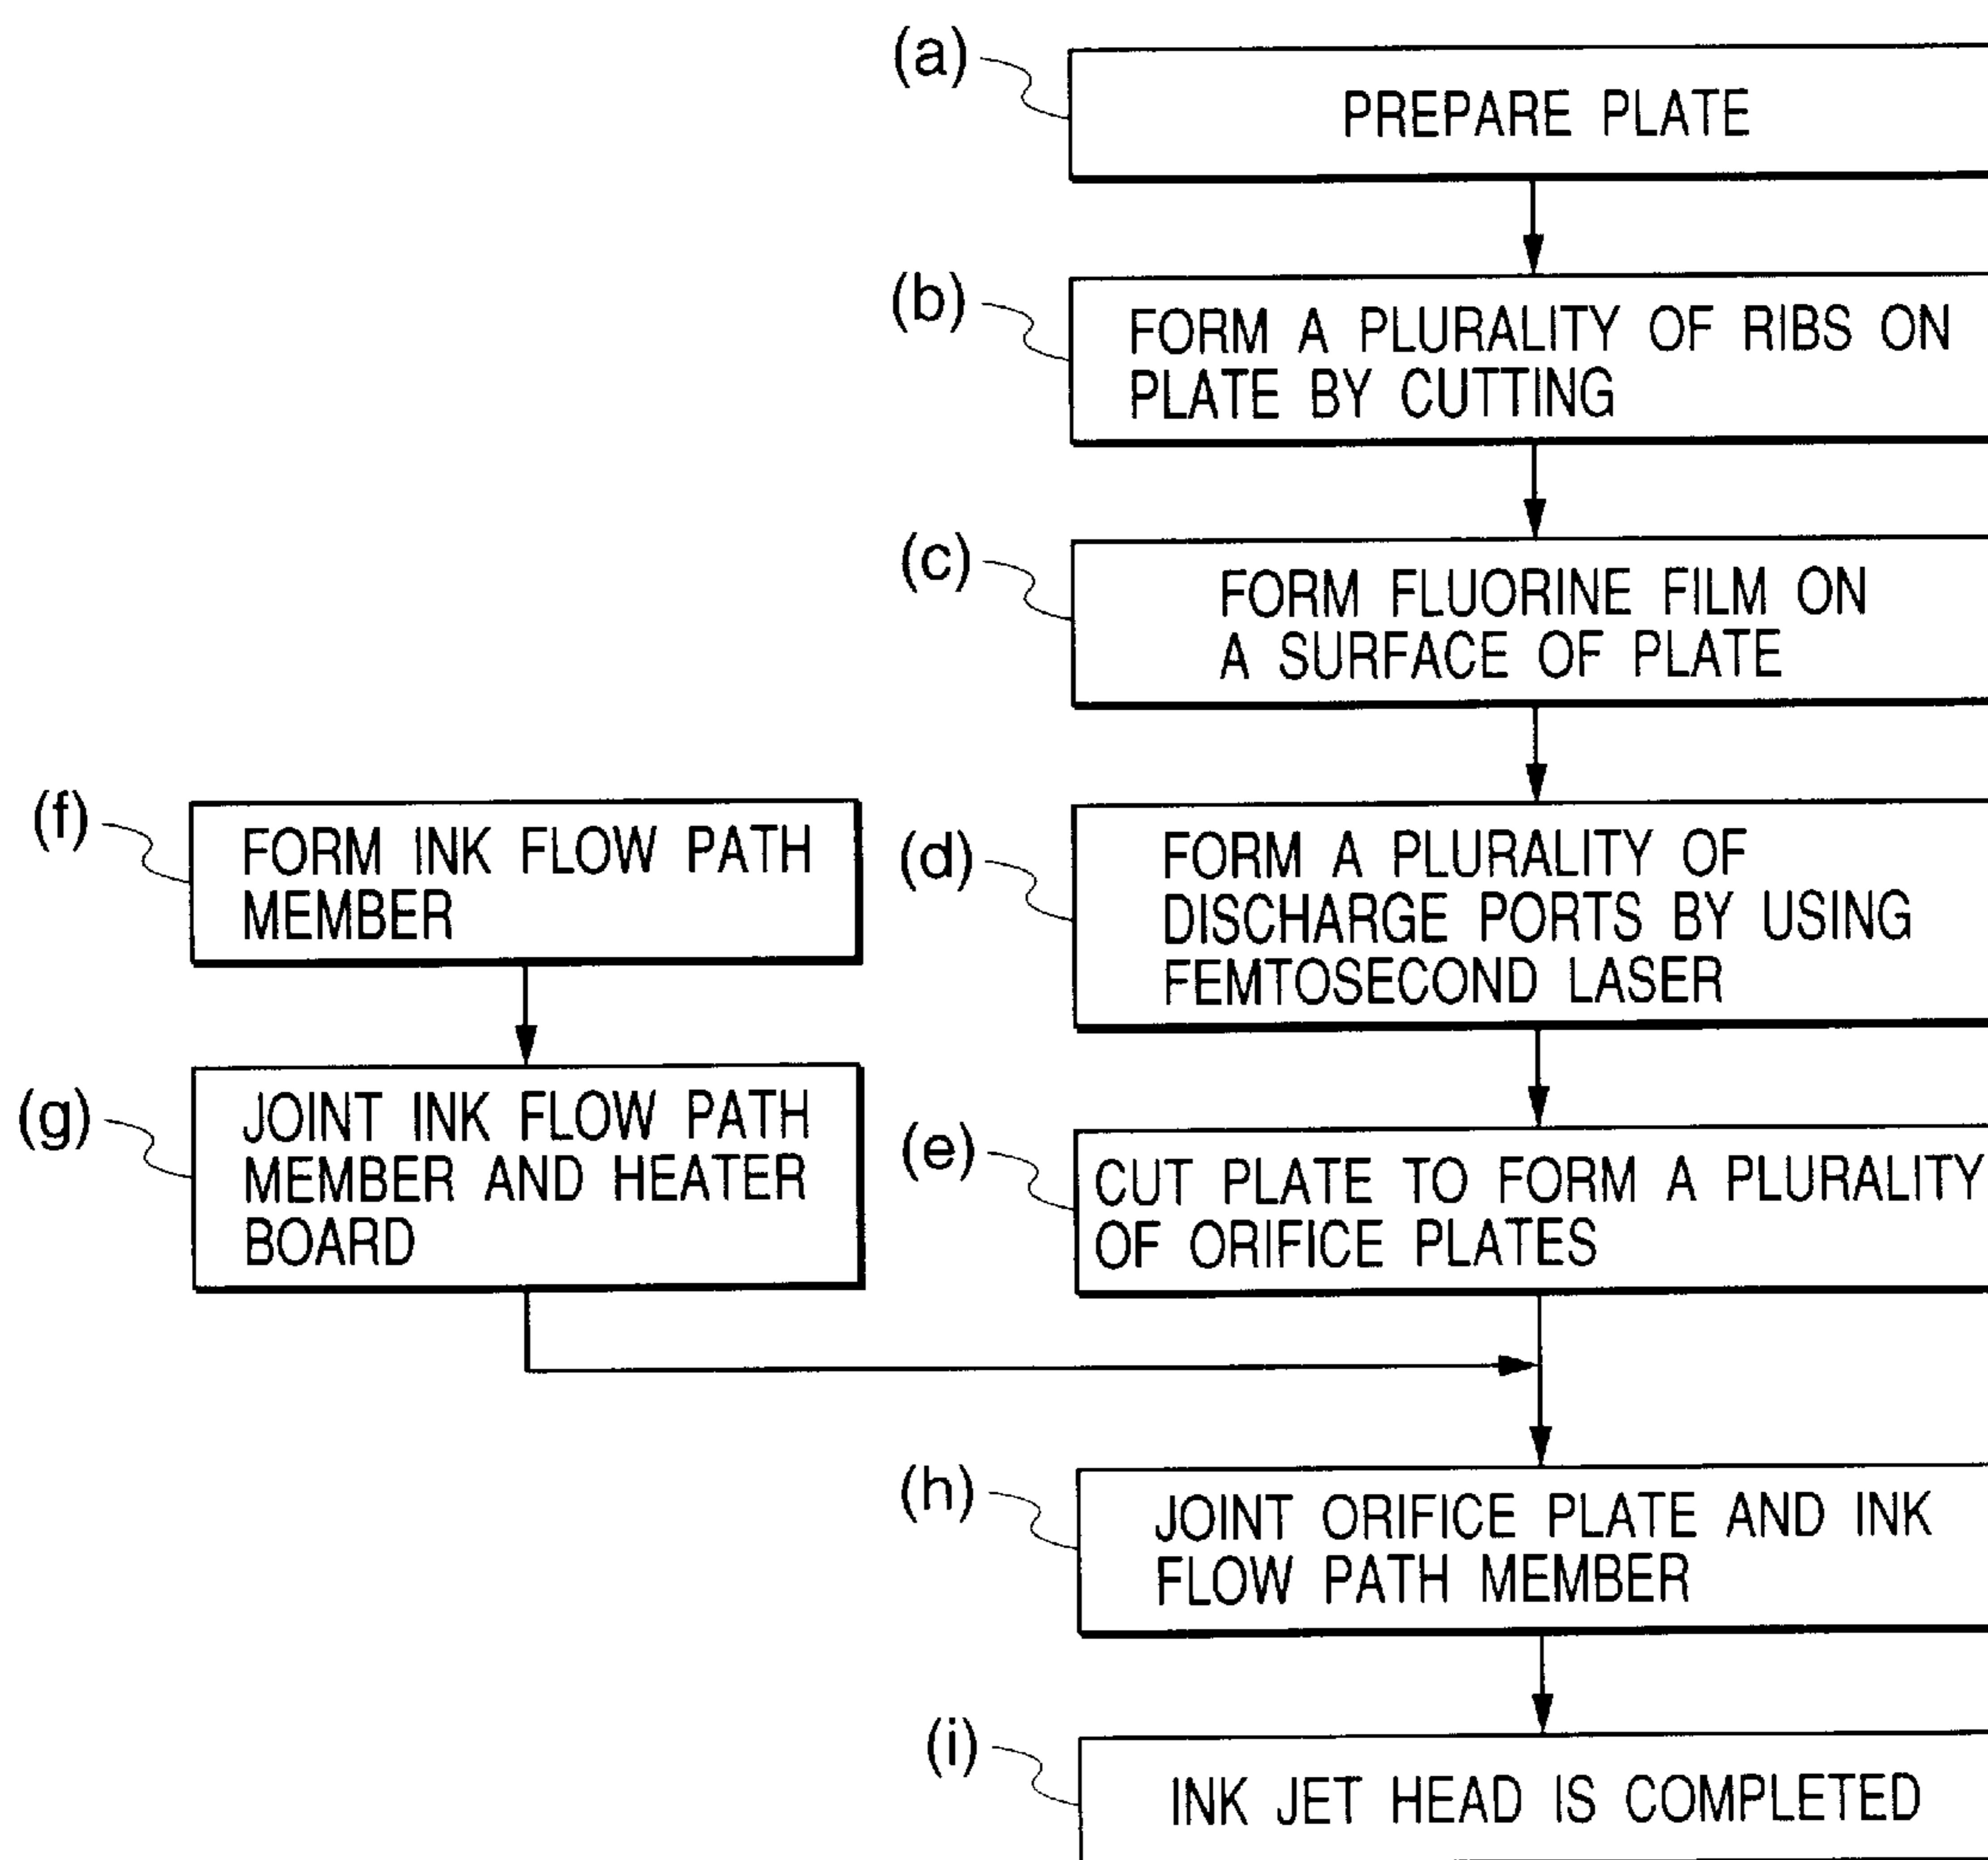 (a)
PREPARE PLATE
(b)
FORM A PLURALITY OF RIBS ON
PLATE BY CUTTING
(c)
FORM FLUORINE FILM ON
A SURFACE OF PLATE
(d)
FORM A PLURALITY OF
DISCHARGE PORTS BY USING
FEMTOSECOND LASER
(e)
CUT PLATE TO FORM A PLURALITY
OF ORIFICE PLATES
(f)
FORM INK FLOW PATH
MEMBER
(g)
JOINT INK FLOW PATH
MEMBER AND HEATER
BOARD
(h)
JOINT ORIFICE PLATE AND INK
FLOW PATH MEMBER
(i)
INK JET HEAD IS COMPLETED